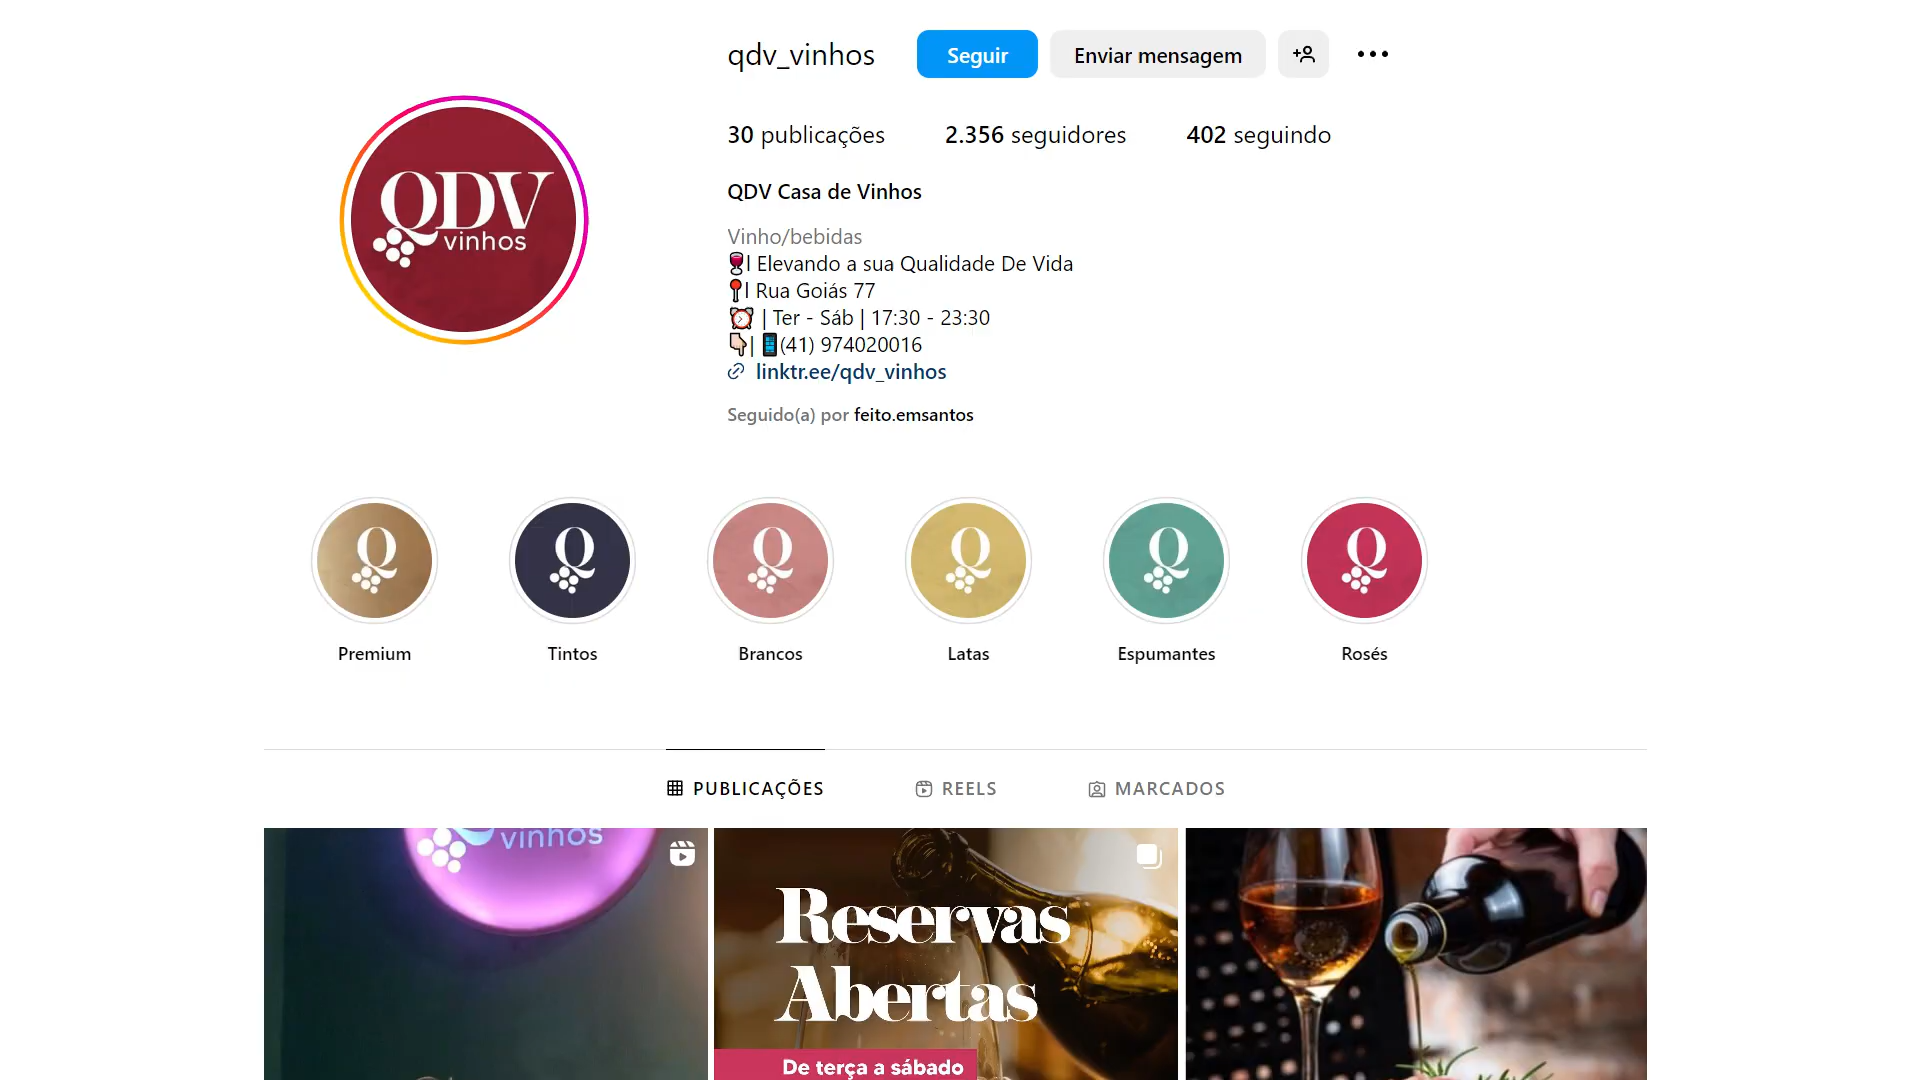 qdv_vinhos
Seguir
Enviar mensagem
30 publicações
2.356 seguidores
402 seguindo
QDV
vinhos
QDV Casa de Vinhos
Vinho/bebidas
🍷l Elevando a sua Qualidade De Vida
📍l Rua Goiás 77
⏰ | Ter - Sáb | 17:30 - 23:30
👇🏻| 📱(41) 974020016
linktr.ee/qdv_vinhos
Seguido(a) por feito.emsantos
Q
Q
Q
Q
Q
Q
Premium
Tintos
Brancos
Latas
Espumantes
Rosés
PUBLICAÇÕES
REELS
MARCADOS
vinhos
Reservas
Abertas
De terça a sábado